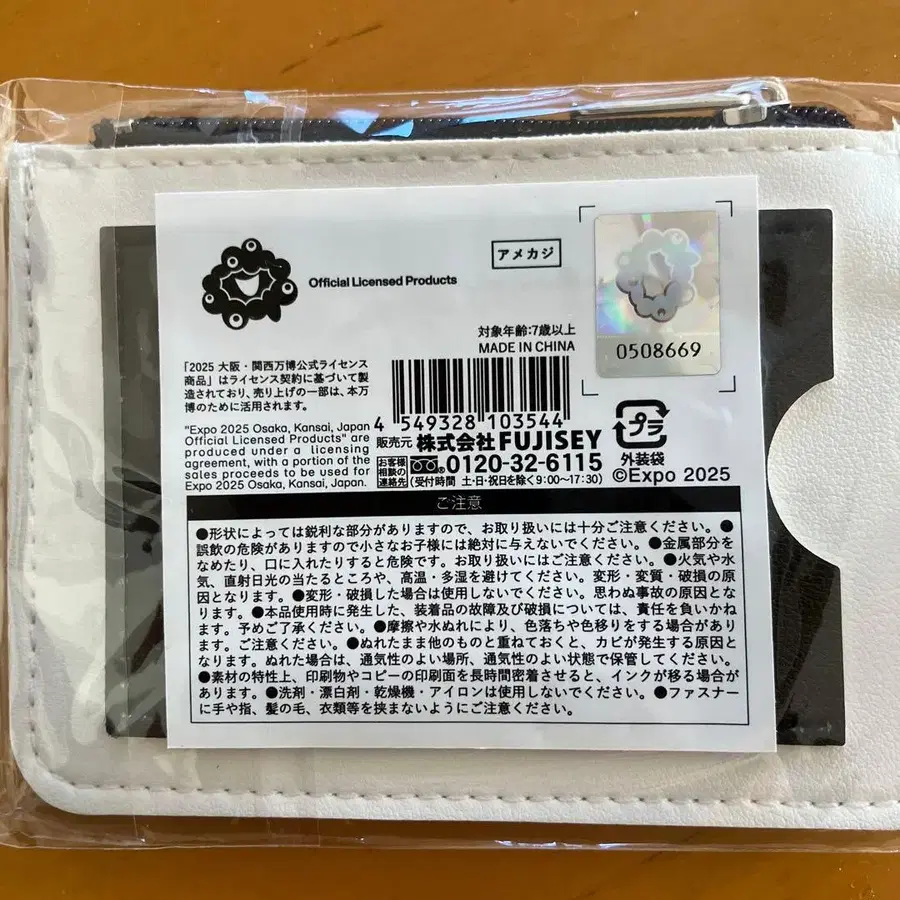 Official Licensed Products
アメカジ
0508669
対象年齢:7歳以上
MADE IN CHINA
「2025 大阪・関西万博公式ライセンス
商品」はライセンス契約に基づいて製
造されており、売り上げの一部は、本万
博のために活用されます。
"Expo 2025 Osaka, Kansai, Japan
Official Licensed Products" are
produced under a licensing
agreement, with a portion of the
sales proceeds to be used for
Expo 2025 Osaka, Kansai, Japan.
4 549328 103544
販売元 株式会社FUJISEY
お客様
相談の
連絡先
0120-32-6115
(受付時間 土・日・祝日を除く9:00〜17:30)
プラ
外装袋
©Expo 2025
ご注意
●形状によっては鋭利な部分がありますので、お取り扱いには十分ご注意ください。●
誤飲の危険がありますので小さなお子様には絶対に与えないでください。●金属部分を
なめたり、口に入れたりすると危険です。お取り扱いにはご注意ください。●火気や水
気、直射日光の当たるところや、高温・多湿を避けてください。変形・変質・破損の原
因となります。●変形・破損した場合は使用しないでください。思わぬ事故の原因とな
ります。●本品使用時に発生した、装着品の故障及び破損については、責任を負いかね
ます。予めご了承ください。●摩擦や水ぬれにより、色落ちや色移りをする場合があり
ます。ご注意ください。●ぬれたまま他のものと重ねておくと、カビが発生する原因と
なります。ぬれた場合は、通気性のよい場所、通気性のよい状態で保管してください。
●素材の特性上、印刷物やコピーの印刷面を長時間密着させると、インクが移る場合が
あります。●洗剤・漂白剤・乾燥機・アイロンは使用しないでください。●ファスナー
に手や指、髪の毛、衣類等を挟まないようにご注意ください。